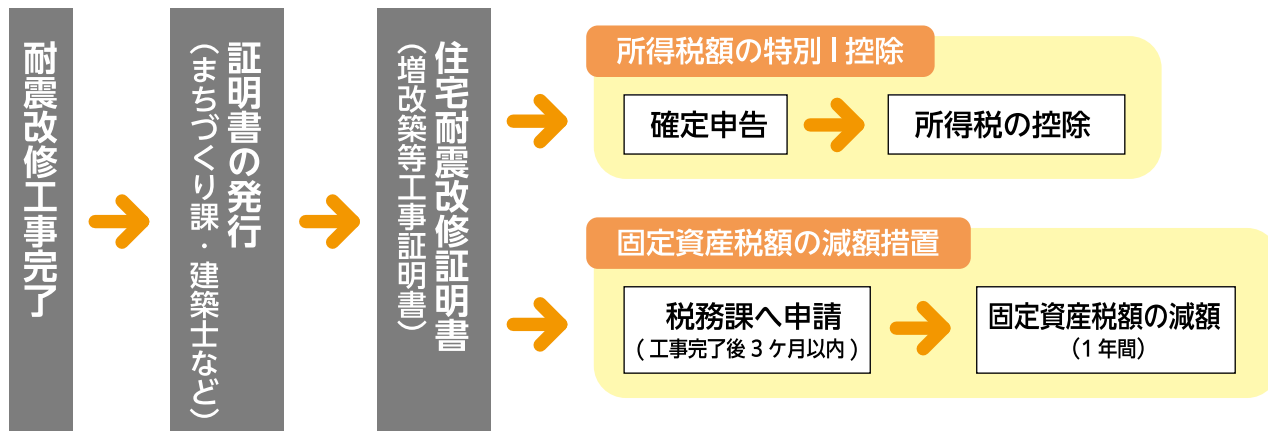 耐震改修工事完了
証明書の発行
（まちづくり課・建築士など）
住宅耐震改修証明書
（増改築等工事証明書）
所得税額の特別｜控除
確定申告
所得税の控除
固定資産税額の減額措置
税務課へ申請
( 工事完了後 3 ケ月以内 )
固定資産税額の減額
（1 年間）